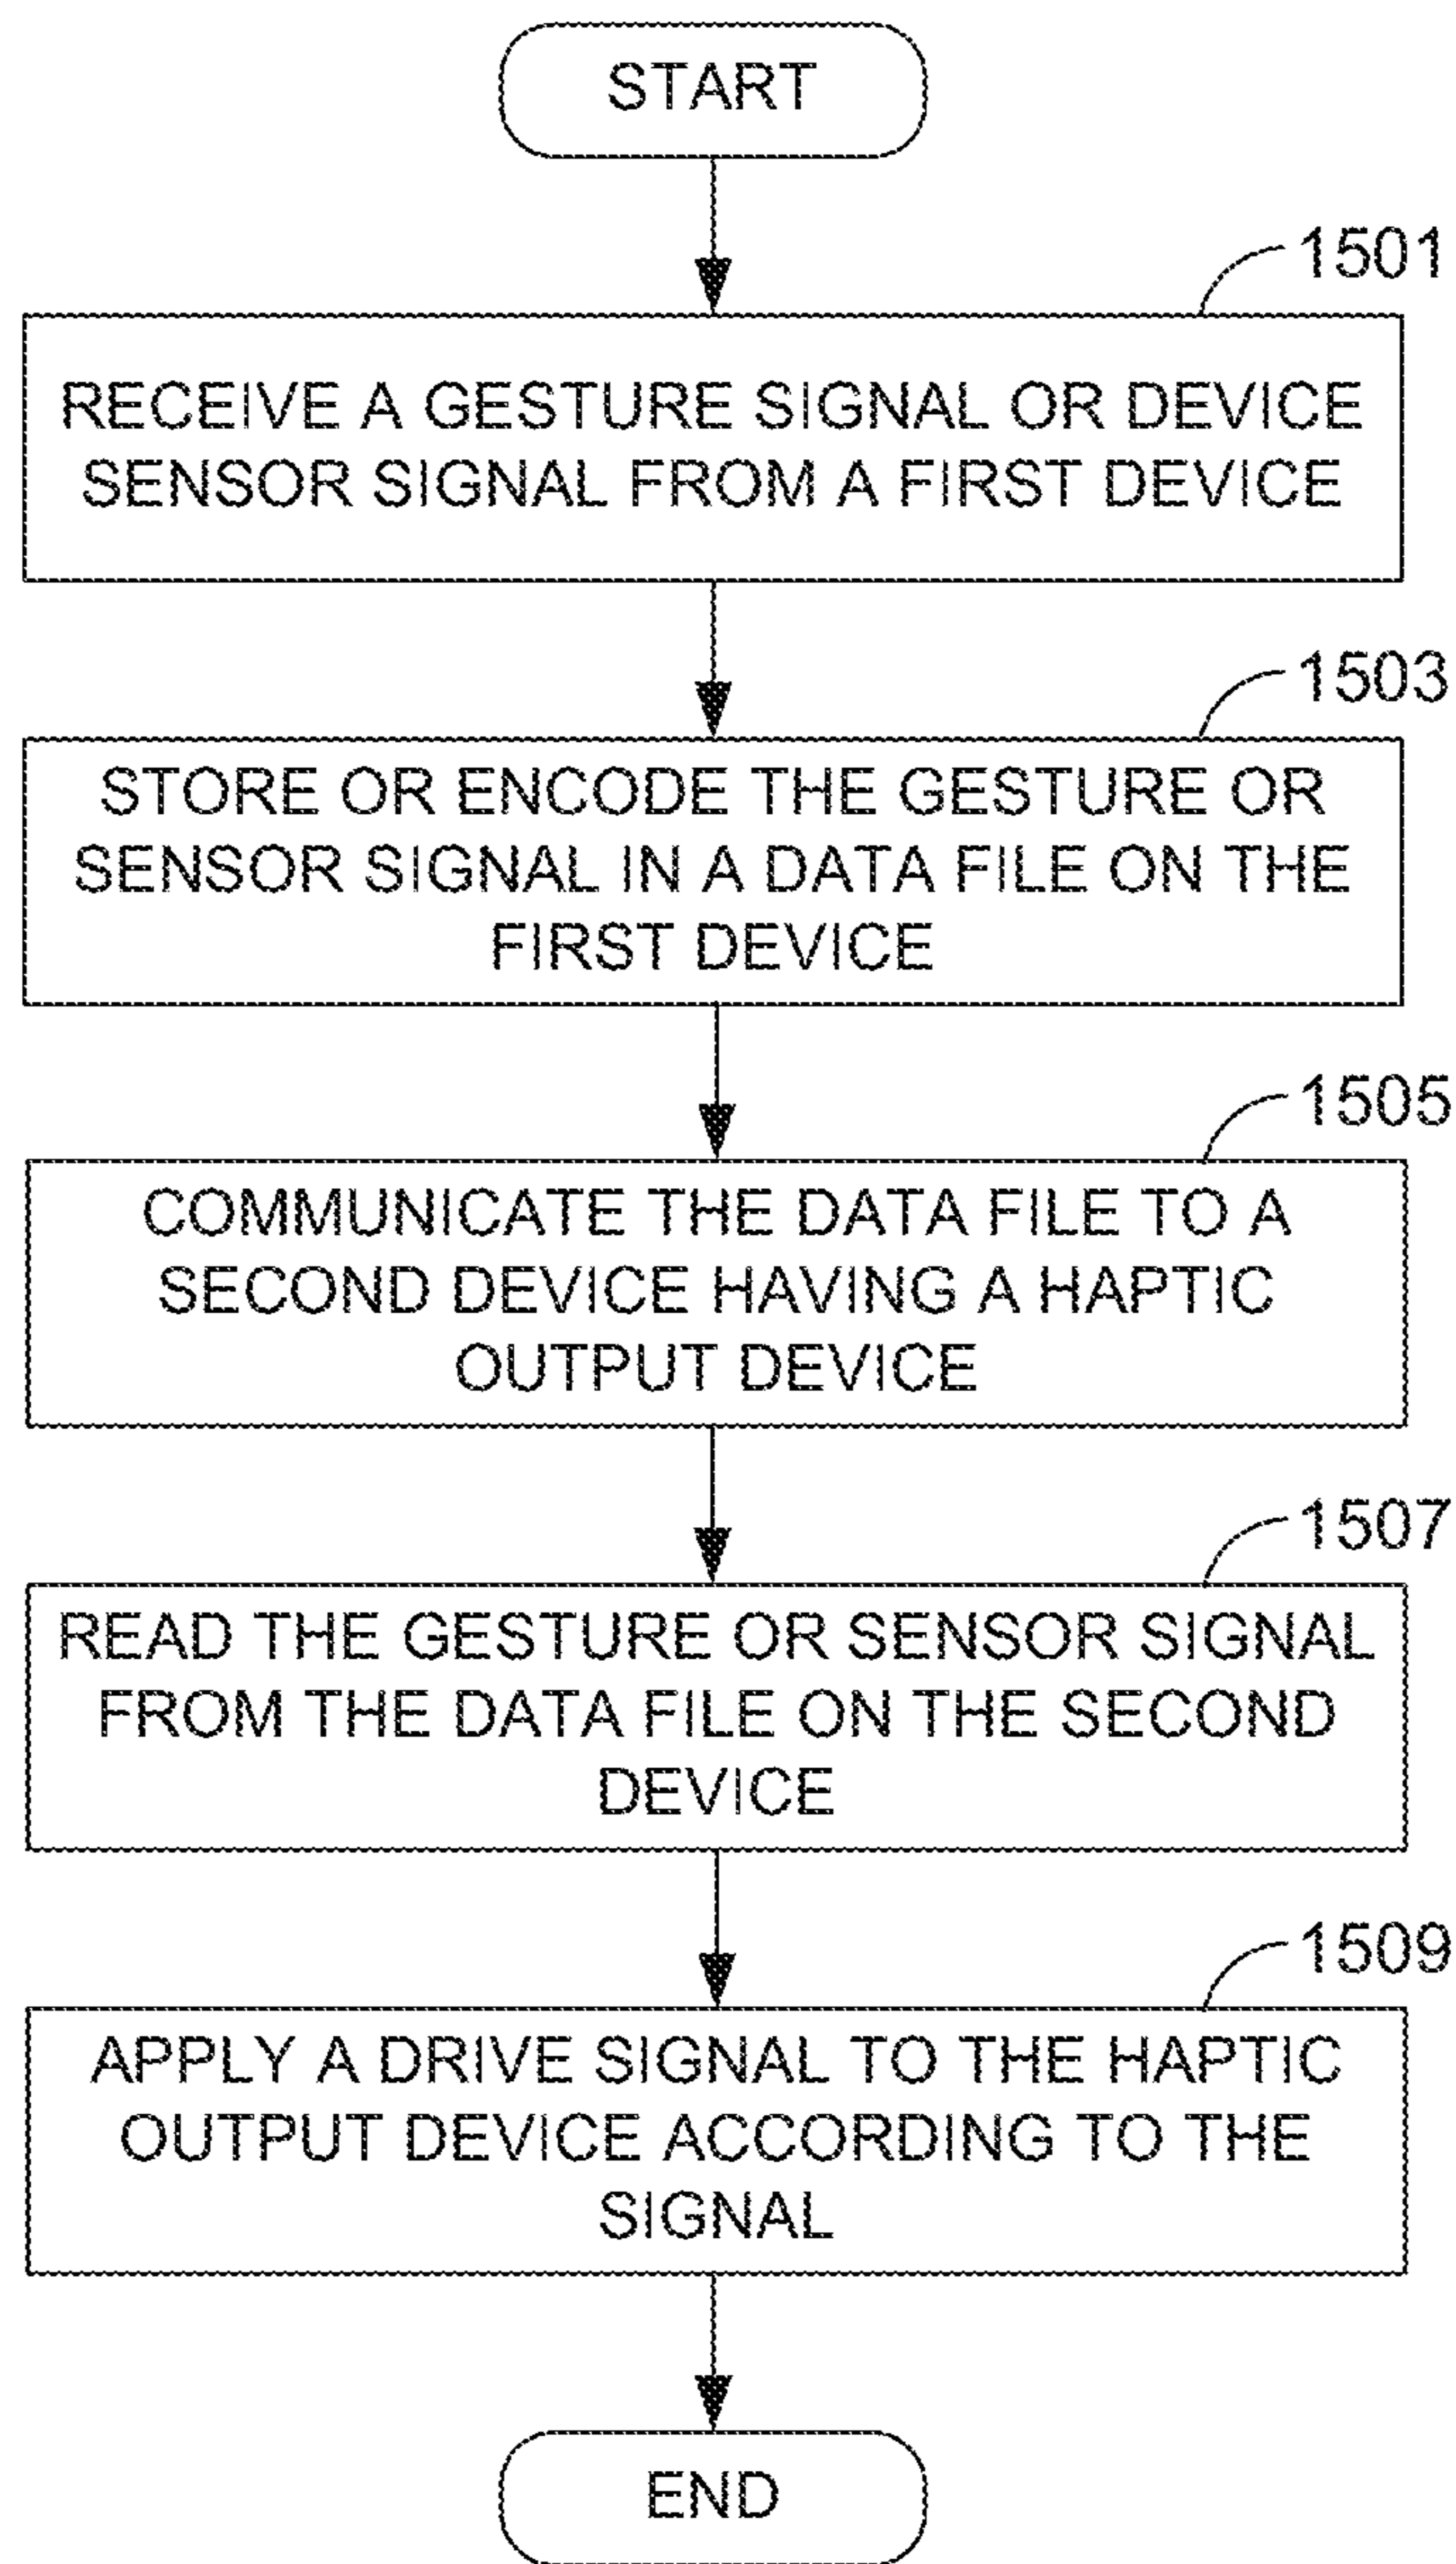 START
1501
RECEIVE A GESTURE SIGNAL OR DEVICE
SENSOR SIGNAL FROM A FIRST DEVICE
1503
STORE OR ENCODE THE GESTURE OR
SENSOR SIGNAL IN A DATA FILE ON THE
FIRST DEVICE
1505
COMMUNICATE THE DATA FILE TO A
SECOND DEVICE HAVING A HAPTIC
OUTPUT DEVICE
1507
READ THE GESTURE OR SENSOR SIGNAL
FROM THE DATA FILE ON THE SECOND
DEVICE
1509
APPLY A DRIVE SIGNAL TO THE HAPTIC
OUTPUT DEVICE ACCORDING TO THE
SIGNAL
END